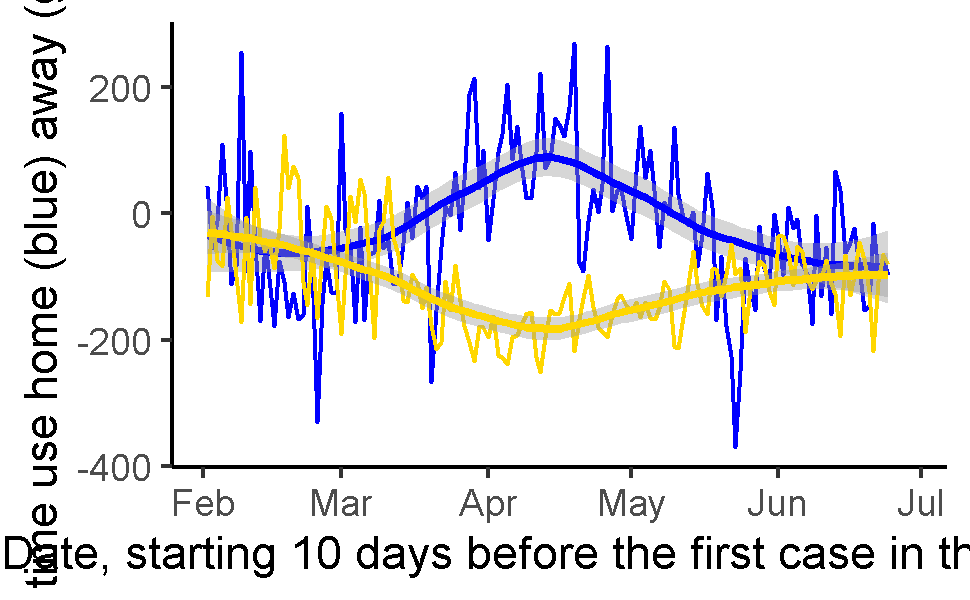 time use home (blue) away (
200
0
-200
-400
Feb Mar Apr May Jun Jul
Date, starting 10 days before the first case in th